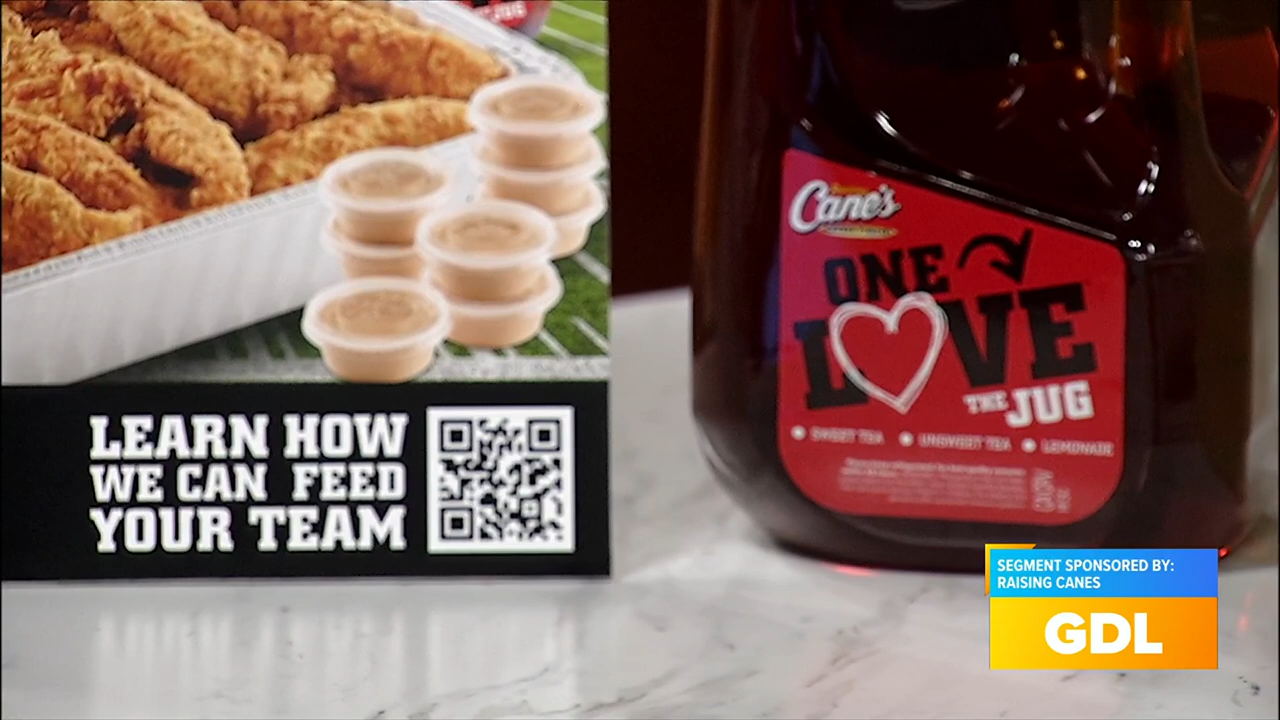 JUG
LEARN HOW
WE CAN FEED
YOUR TEAM
Cane's
ONE
LOVE
THE JUG
SWEET TEA UNSWEET TEA LEMONADE
SEGMENT SPONSORED BY:
RAISING CANES
GDL